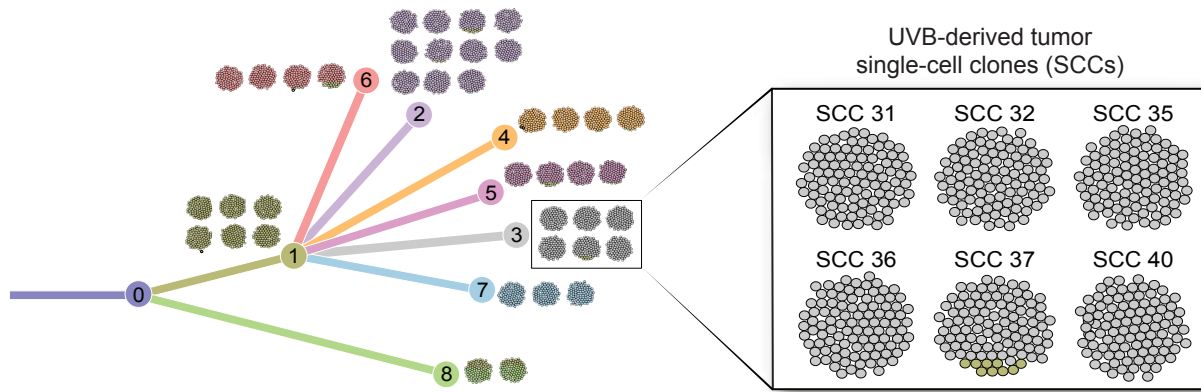 UVB-derived tumor
single-cell clones (SCCs)
6
2
4
5
3
1
0
7
8
SCC 31 SCC 32 SCC 35
SCC 36 SCC 37 SCC 40